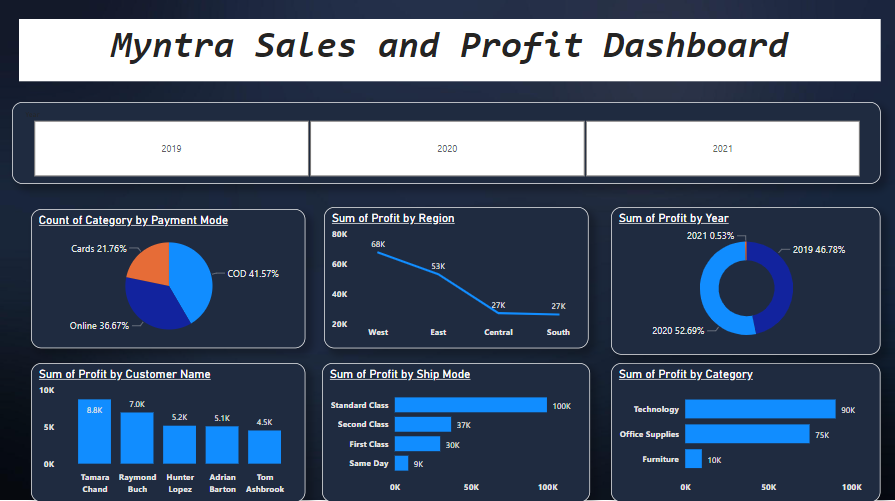 Myntra Sales and Profit Dashboard
2019 2020 2021
Count of Category by Payment Mode
Cards 21.76%
COD 41.57%
Online 36.67%
Sum of Profit by Region
80K
68K
60K
53K
40K
27K 27K
20K
West East Central South
Sum of Profit by Year
2021 0.53%
2019 46.78%
2020 52.69%
Sum of Profit by Customer Name
10K
8.8K 7.0K 5.2K 5.1K 4.5K
5K
0K
Tamara Raymond Hunter Adrian Tom
Chand Buch Lopez Barton Ashbrook
Sum of Profit by Ship Mode
Standard Class 100K
Second Class 37K
First Class 30K
Same Day 9K
0K 50K 100K
Sum of Profit by Category
Technology 90K
Office Supplies 75K
Furniture 10K
0K 50K 100K